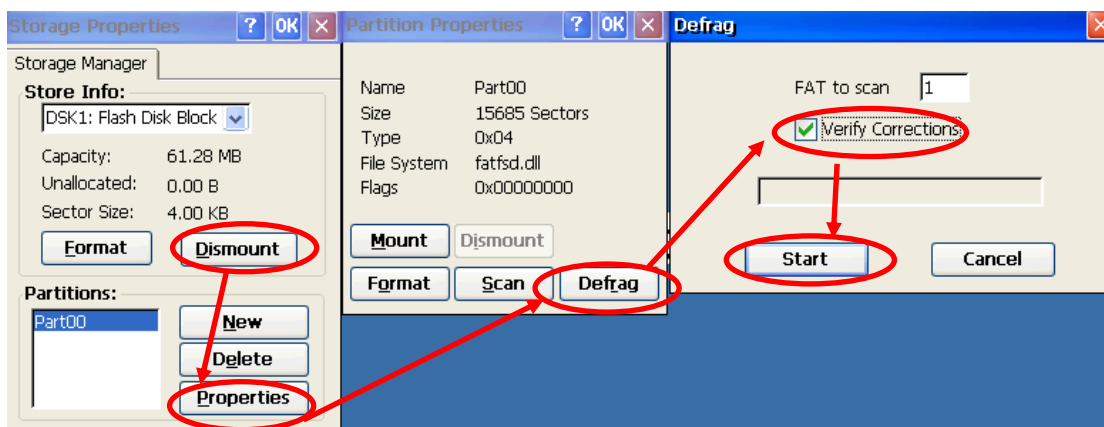 Storage Properties ? OK
Storage Manager
Store Info:
DSK1: Flash Disk Block
Capacity: 61.28 MB
Unallocated: 0.00 B
Sector Size: 4.00 KB
Format Dismount
Partitions:
Part00
New
Delete
Properties
Partition Properties ? OK
Name Part00
Size 15685 Sectors
Type 0x04
File System fatfsd.dll
Flags 0x00000000
Mount Dismount
Format Scan Defrag
Defrag
FAT to scan 1
Verify Corrections
Start Cancel